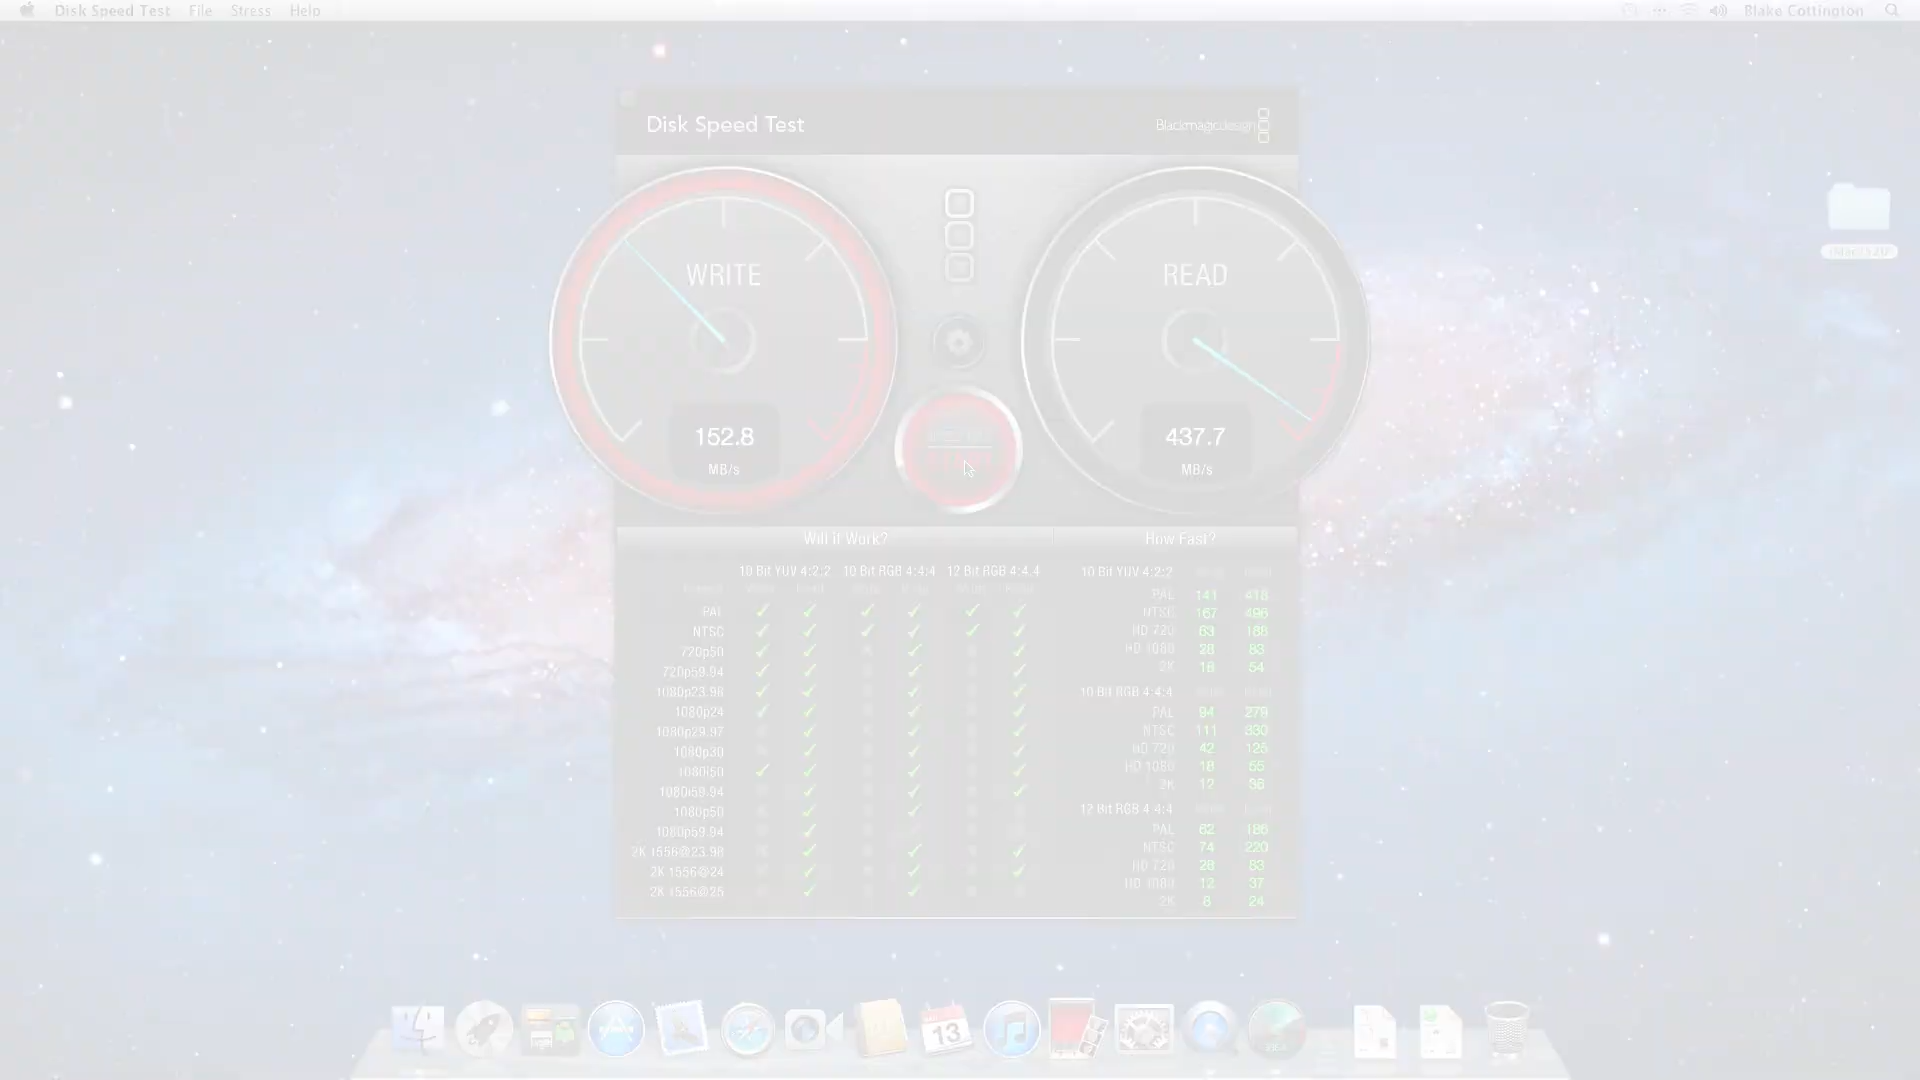 Disk Speed Test File Stress Help
Blake Cottington
Disk Speed Test
Blackmagicdesign
WRITE
152.8
MB/s
READ
437.7
MB/s
Will it Work?
10 Bit YUV 4:2:2 10 Bit RGB 4:4:4 12 Bit RGB 4:4:4
PAL
NTSC
720p50
720p59.94
1080p23.98
1080p24
1080p29.97
1080p30
1080i50
1080i59.94
1080p50
1080p59.94
2K 1556@23.98
2K 1556@24
2K 1556@25
How Fast?
10 Bit YUV 4:2:2
PAL 141 418
NTSC 167 496
HD 720 63 188
HD 1080 28 83
2K 18 54
10 Bit RGB 4:4:4
PAL 94 279
NTSC 111 330
HD 720 42 125
HD 1080 18 55
2K 12 36
12 Bit RGB 4:4:4
PAL 62 186
NTSC 74 220
HD 720 28 83
HD 1080 12 37
2K 8 24
13